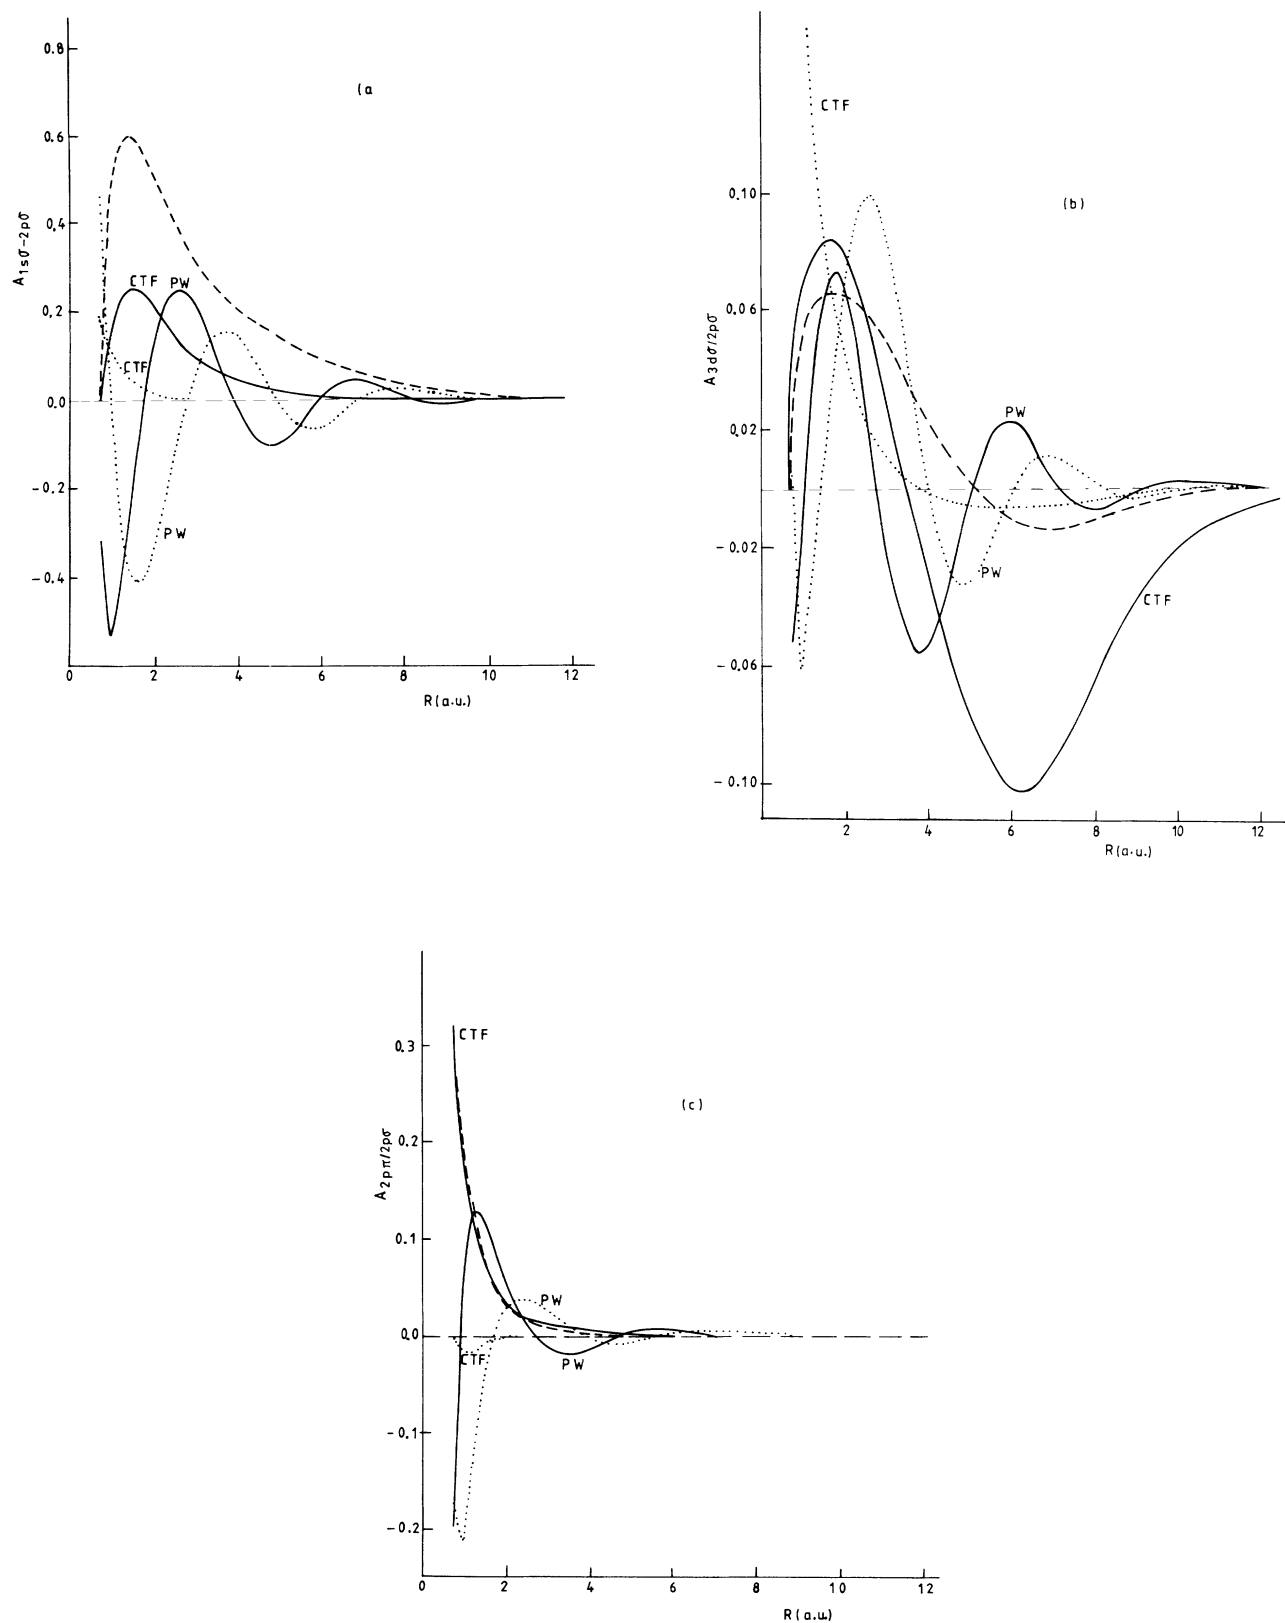 0.8
(a
0.6
0.4
A1sσ-2pσ
CTF PW
0.2
CTF
0.0
-0.2
PW
-0.4
0 2 4 6 8 10 12
R(a.u.)
CTF
0.10
(b)
0.06
A3dσ/2pσ
PW
0.02
-0.02
PW
CTF
-0.06
-0.10
2 4 6 8 10 12
R(a.u.)
CTF
0.3
(c)
0.2
A2pπ/2pσ
0.1
PW
0.0
CTF
PW
-0.1
-0.2
0 2 4 6 8 10 12
R(a.u.)